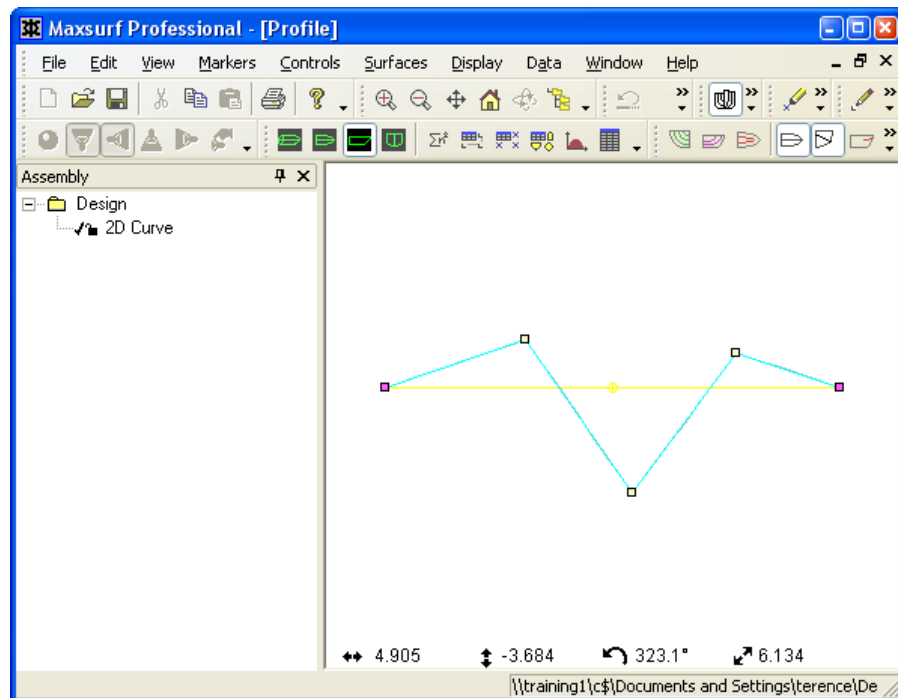 Maxsurf Professional - [Profile]
File Edit View Markers Controls Surfaces Display Data Window Help
Assembly
Design
2D Curve
4.905 -3.684 323.1° 6.134
\\training1\c$\Documents and Settings\terence\De